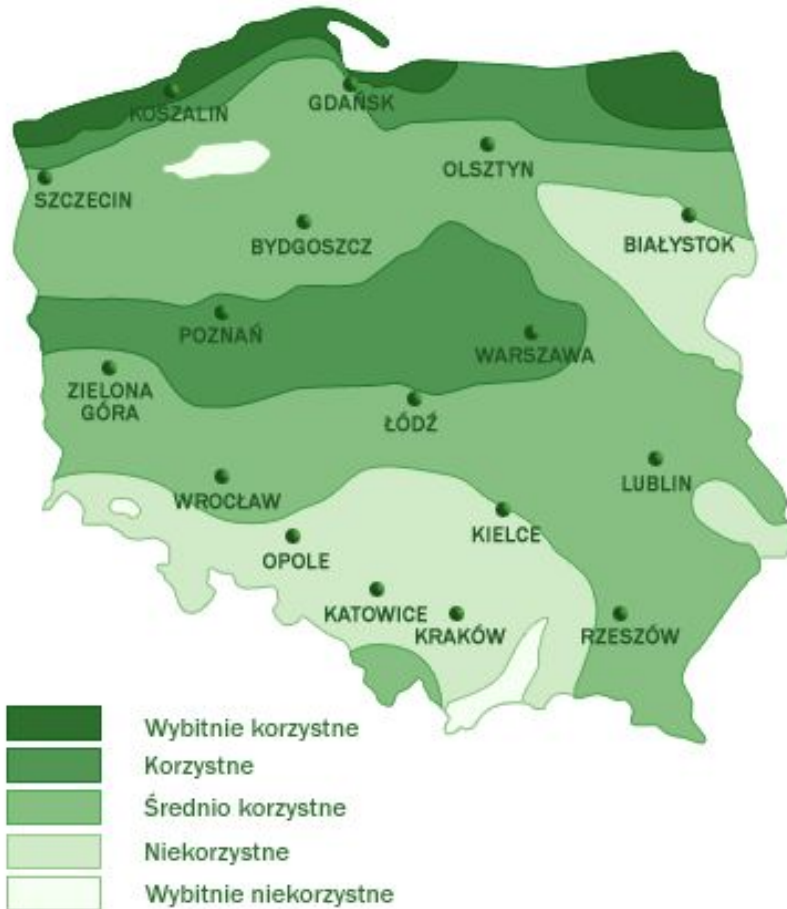 KOSZALIN
GDAŃSK
OLSZTYN
SZCZECIN
BYDGOSZCZ
BIAŁYSTOK
POZNAŃ
WARSZAWA
ZIELONA
GÓRA
ŁÓDŹ
WROCŁAW
LUBLIN
KIELCE
OPOLE
KATOWICE
KRAKÓW
RZESZÓW
Wybitnie korzystne
Korzystne
Średnio korzystne
Niekorzystne
Wybitnie niekorzystne